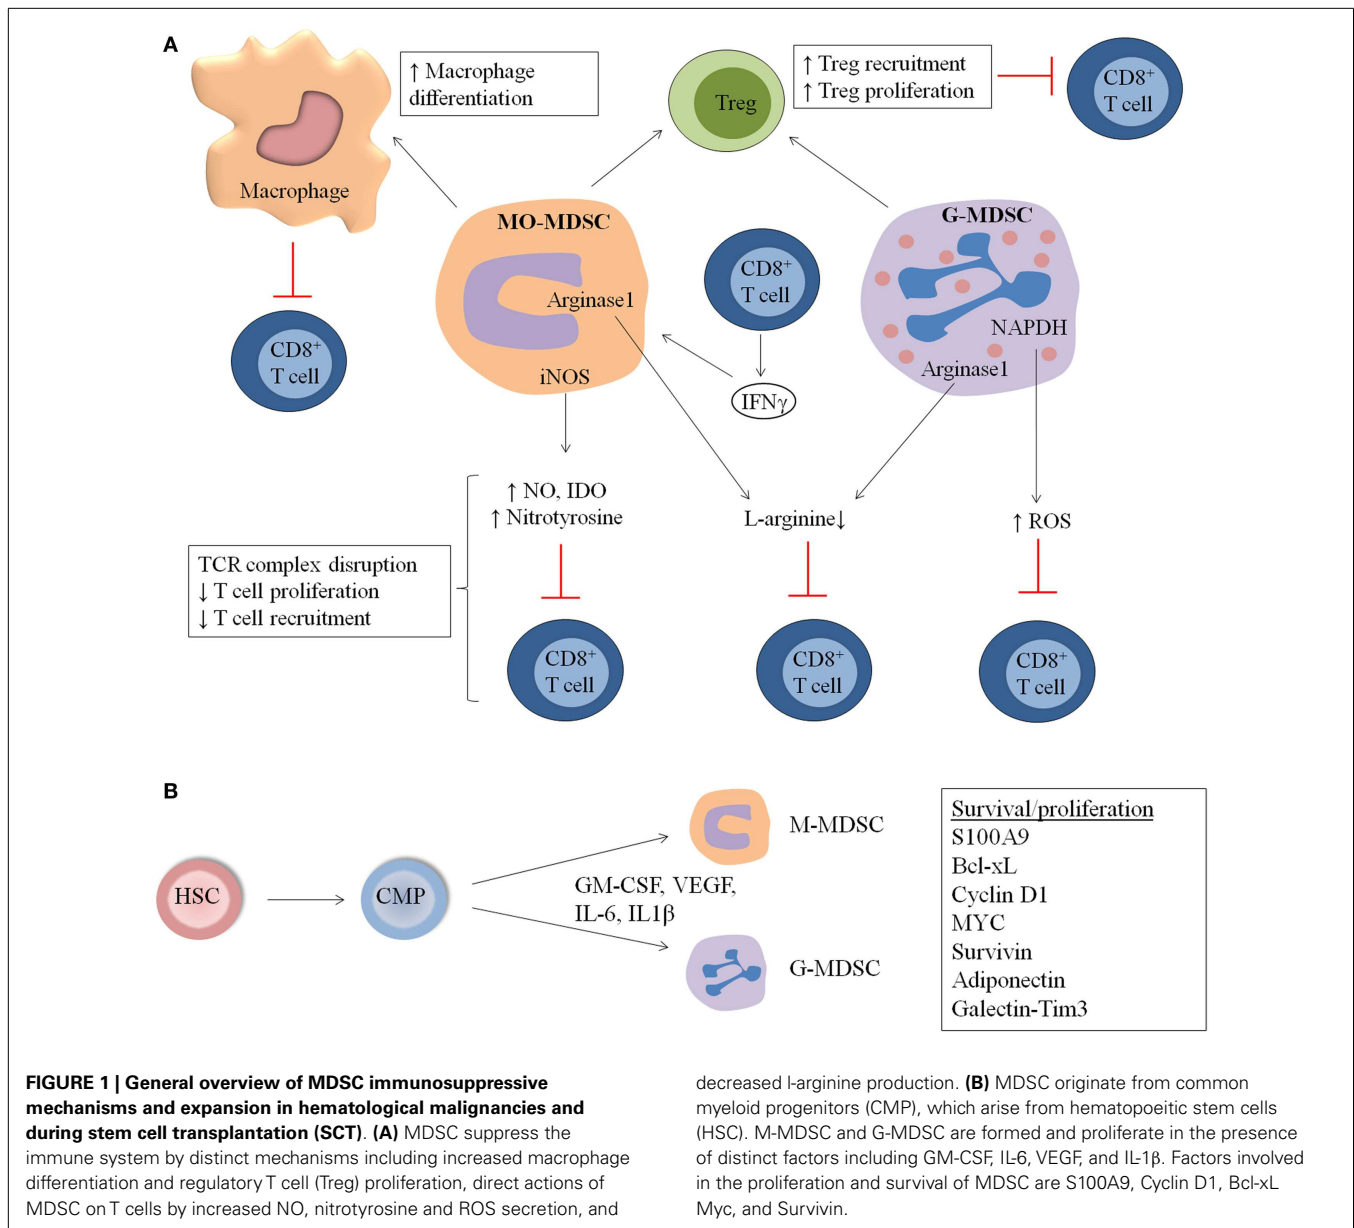 A
↑ Macrophage
differentiation
Macrophage
CD8⁺
T cell
Treg
↑ Treg recruitment
↑ Treg proliferation
CD8⁺
T cell
MO-MDSC
Arginase1
iNOS
CD8⁺
T cell
IFNγ
G-MDSC
NAPDH
Arginase1
↑ NO, IDO
↑ Nitrotyrosine
L-arginine↓
↑ ROS
TCR complex disruption
↓ T cell proliferation
↓ T cell recruitment
CD8⁺
T cell
CD8⁺
T cell
CD8⁺
T cell
B
HSC
CMP
GM-CSF, VEGF,
IL-6, IL1β
M-MDSC
G-MDSC
Survival/proliferation
S100A9
Bcl-xL
Cyclin D1
MYC
Survivin
Adiponectin
Galectin-Tim3
FIGURE 1 | General overview of MDSC immunosuppressive
mechanisms and expansion in hematological malignancies and
during stem cell transplantation (SCT). (A) MDSC suppress the
immune system by distinct mechanisms including increased macrophage
differentiation and regulatory T cell (Treg) proliferation, direct actions of
MDSC on T cells by increased NO, nitrotyrosine and ROS secretion, and
decreased l-arginine production. (B) MDSC originate from common
myeloid progenitors (CMP), which arise from hematopoeitic stem cells
(HSC). M-MDSC and G-MDSC are formed and proliferate in the presence
of distinct factors including GM-CSF, IL-6, VEGF, and IL-1β. Factors involved
in the proliferation and survival of MDSC are S100A9, Cyclin D1, Bcl-xL
Myc, and Survivin.